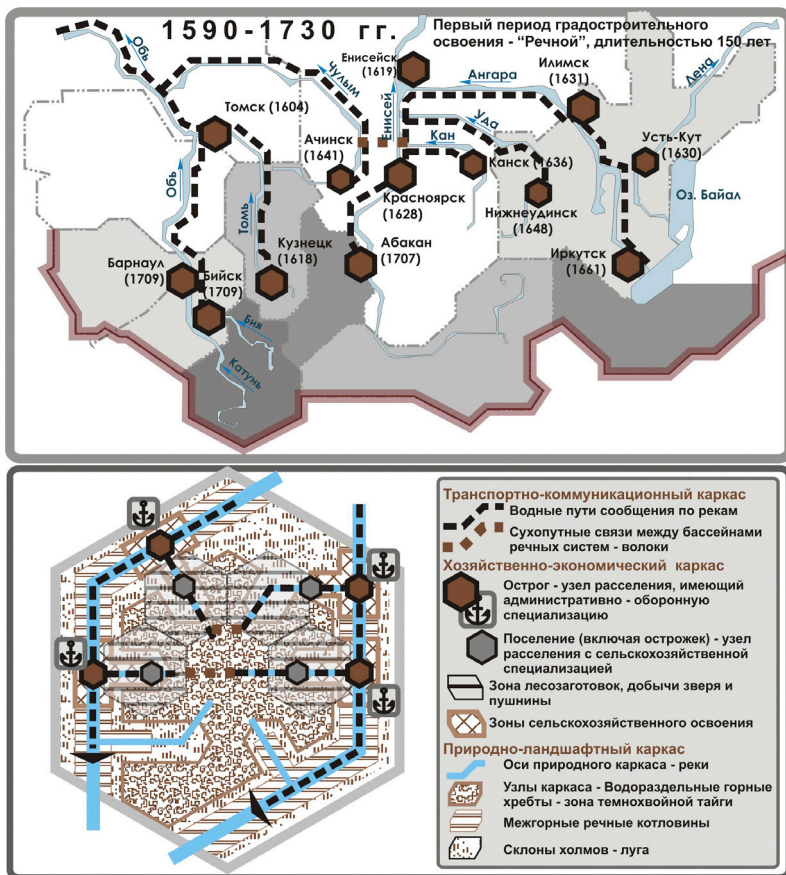 1590-1730 гг.
Первый период градостроительного
освоения - “Речной”, длительностью 150 лет
Обь
Чулым
Енисейск
(1619)
Енисей
Ангара
Илимск
(1631)
Лена
Томск (1604)
Ачинск
(1641)
Уда
Кан
Канск (1636)
Усть-Кут
(1630)
Обь
Томь
Красноярск
(1628)
Нижнеудинск
(1648)
Оз. Байал
Барнаул
(1709)
Бийск
(1709)
Кузнецк
(1618)
Абакан
(1707)
Иркутск
(1661)
Бия
Катунь
Транспортно-коммуникационный каркас
Водные пути сообщения по рекам
Сухопутные связи между бассейнами
речных систем - волоки
Хозяйственно-экономический каркас
Острог - узел расселения, имеющий
административно - оборонную
специализацию
Поселение (включая острожек) - узел
расселения с сельскохозяйственной
специализацией
Зона лесозаготовок, добычи зверя и
пушнины
Зоны сельскохозяйственного освоения
Природно-ландшафтный каркас
Оси природного каркаса - реки
Узлы каркаса - Водораздельные горные
хребты - зона темнохвойной тайги
Межгорные речные котловины
Склоны холмов - луга